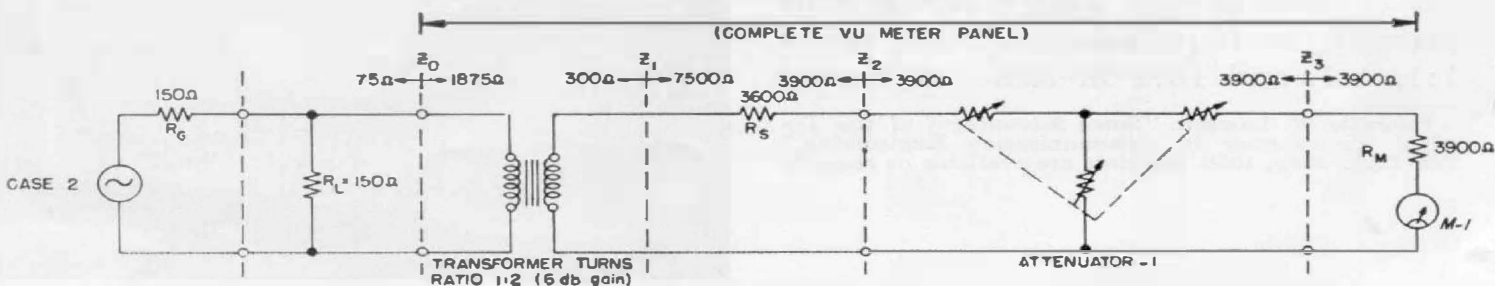 (COMPLETE VU METER PANEL)
Z0
75Ω 1875Ω
Z1
300Ω 7500Ω
Z2
3900Ω 3900Ω
Z3
3900Ω 3900Ω
150Ω
RG
CASE 2
RL=150Ω
3600Ω
RS
RM
3900Ω
M-1
TRANSFORMER TURNS
RATIO 1:2 (6 db gain)
ATTENUATOR-1